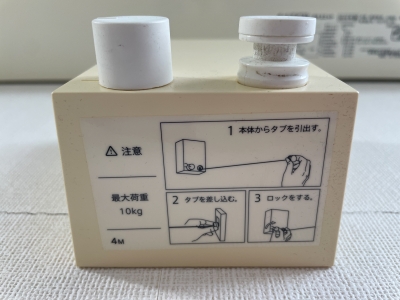 ⚠ 注意
最大荷重
10kg
4M
1 本体からタブを引出す。
2 タブを差し込む。
3 ロックをする。